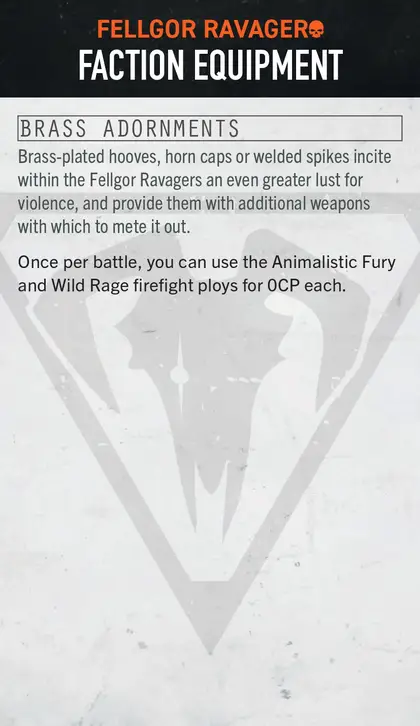 FELLGOR RAVAGER
FACTION EQUIPMENT
BRASS ADORNMENTS
Brass-plated hooves, horn caps or welded spikes incite
within the Fellgor Ravagers an even greater lust for
violence, and provide them with additional weapons
with which to mete it out.
Once per battle, you can use the Animalistic Fury
and Wild Rage firefight ploys for 0CP each.